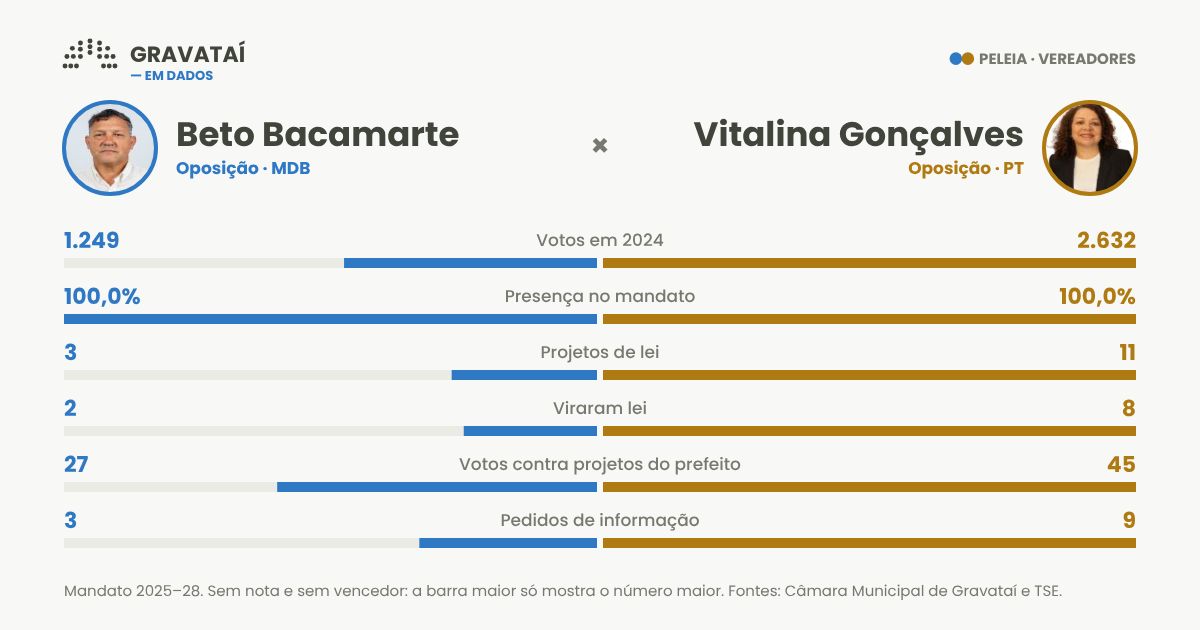 GRAVATAÍ
— EM DADOS
PELEIA · VEREADORES
Beto Bacamarte
Oposição · MDB
×
Vitalina Gonçalves
Oposição · PT
1.249 Votos em 2024 2.632
100,0% Presença no mandato 100,0%
3 Projetos de lei 11
2 Viraram lei 8
27 Votos contra projetos do prefeito 45
3 Pedidos de informação 9
Mandato 2025–28. Sem nota e sem vencedor: a barra maior só mostra o número maior. Fontes: Câmara Municipal de Gravataí e TSE.